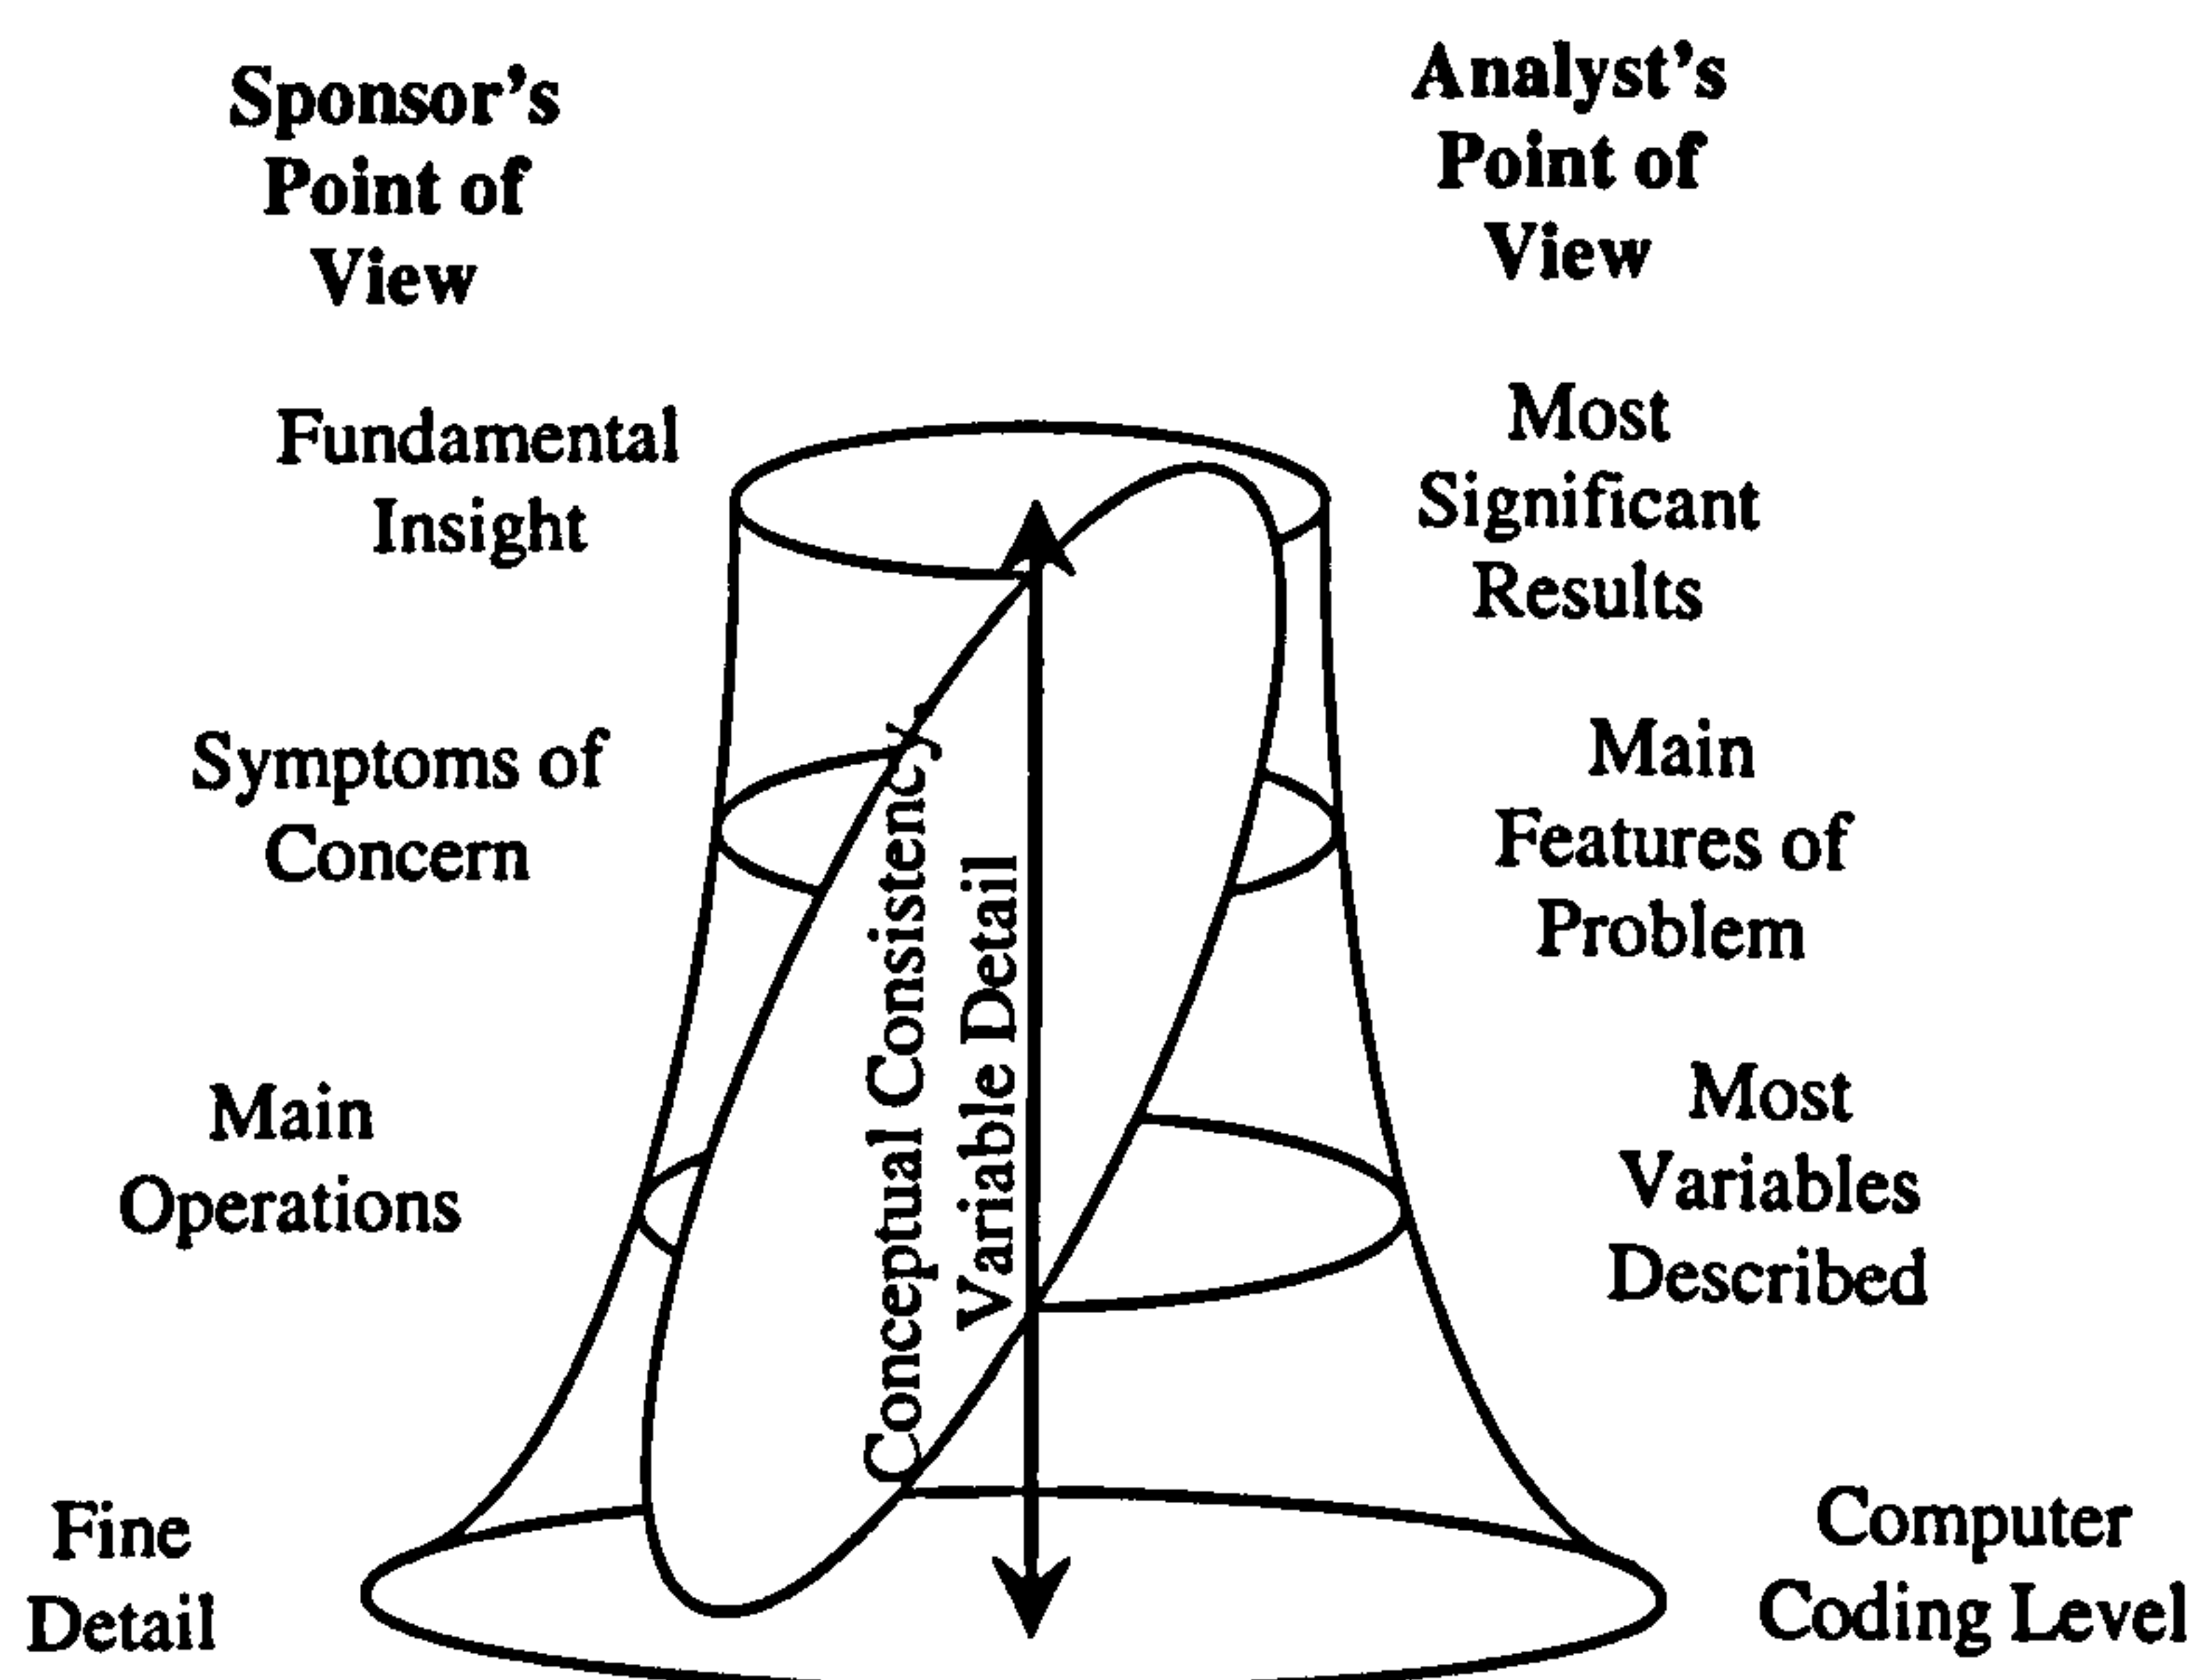 Sponsor's
Point of
View
Analyst's
Point of
View
Fundamental
Insight
Most
Significant
Results
Symptoms of
Concern
Main
Features of
Problem
Conceptual Consistency,
Variable Detail
Main
Operations
Most
Variables
Described
Fine
Detail
Computer
Coding Level